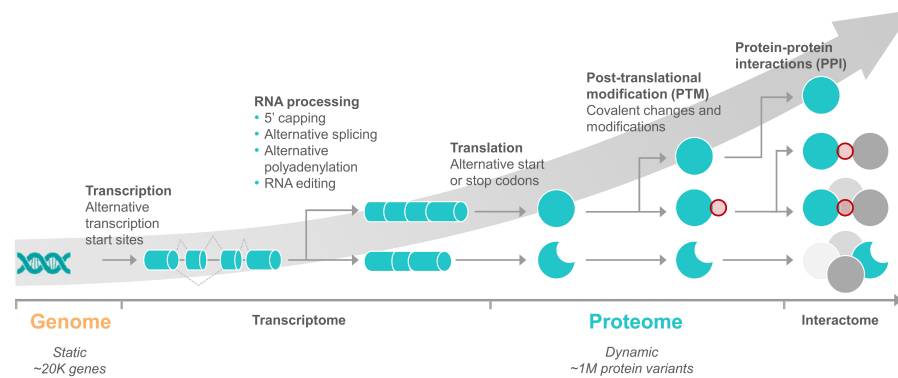 Protein-protein
interactions (PPI)
Post-translational
modification (PTM)
Covalent changes and
modifications
RNA processing
• 5’ capping
• Alternative splicing
• Alternative
polyadenylation
• RNA editing
Translation
Alternative start
or stop codons
Transcription
Alternative
transcription
start sites
Genome
Transcriptome
Proteome
Interactome
Static
~20K genes
Dynamic
~1M protein variants